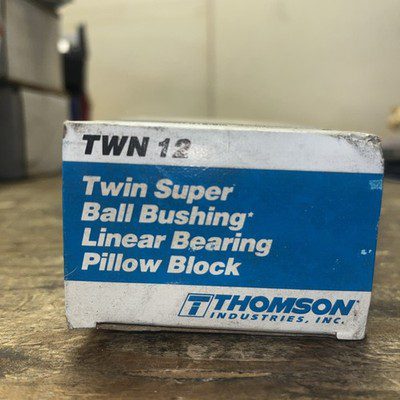 TWN 12
Twin Super
Ball Bushing*
Linear Bearing
Pillow Block
THOMSON
INDUSTRIES, INC.